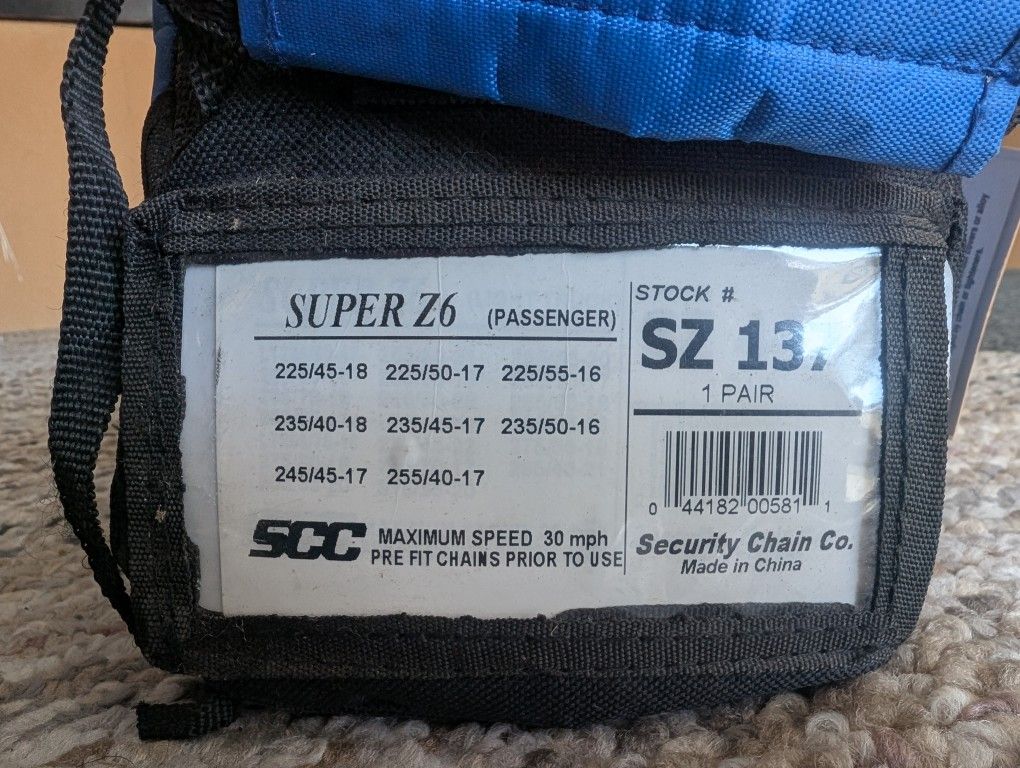 SUPER Z6 (PASSENGER)
225/45-18 225/50-17 225/55-16
235/40-18 235/45-17 235/50-16
245/45-17 255/40-17
SCC MAXIMUM SPEED 30 mph
PRE FIT CHAINS PRIOR TO USE
STOCK #
SZ 137
1 PAIR
0 44182 00581 1
Security Chain Co.
Made in China